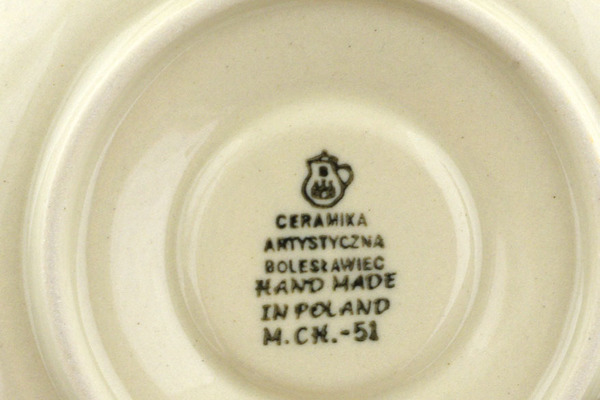 B
CERAMIKA
ARTYSTYCZNA
BOLESŁAWIEC
HAND MADE
IN POLAND
M.CH.-51